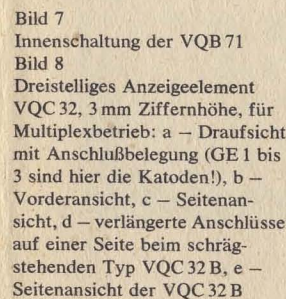 Bild 7
Innenschaltung der VQB 71
Bild 8
Dreistelliges Anzeigeelement
VQC 32, 3 mm Ziffernhöhe, für
Multiplexbetrieb: a – Draufsicht
mit Anschlußbelegung (GE 1 bis
3 sind hier die Katoden!), b –
Vorderansicht, c – Seitenan-
sicht, d – verlängerte Anschlüsse
auf einer Seite beim schräg-
stehenden Typ VQC 32 B, e –
Seitenansicht der VQC 32 B